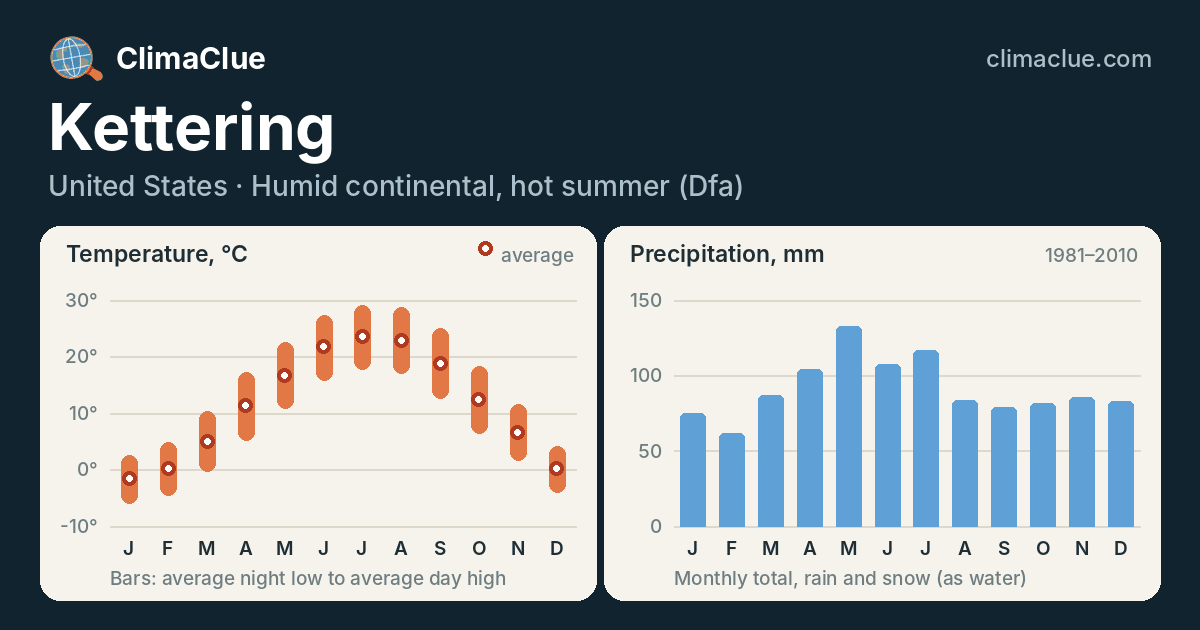 ClimaClue
climaclue.com
Kettering
United States · Humid continental, hot summer (Dfa)
Temperature, °C
average
30°
20°
10°
0°
-10°
J F M A M J J A S O N D
Bars: average night low to average day high
Precipitation, mm
1981–2010
150
100
50
0
J F M A M J J A S O N D
Monthly total, rain and snow (as water)